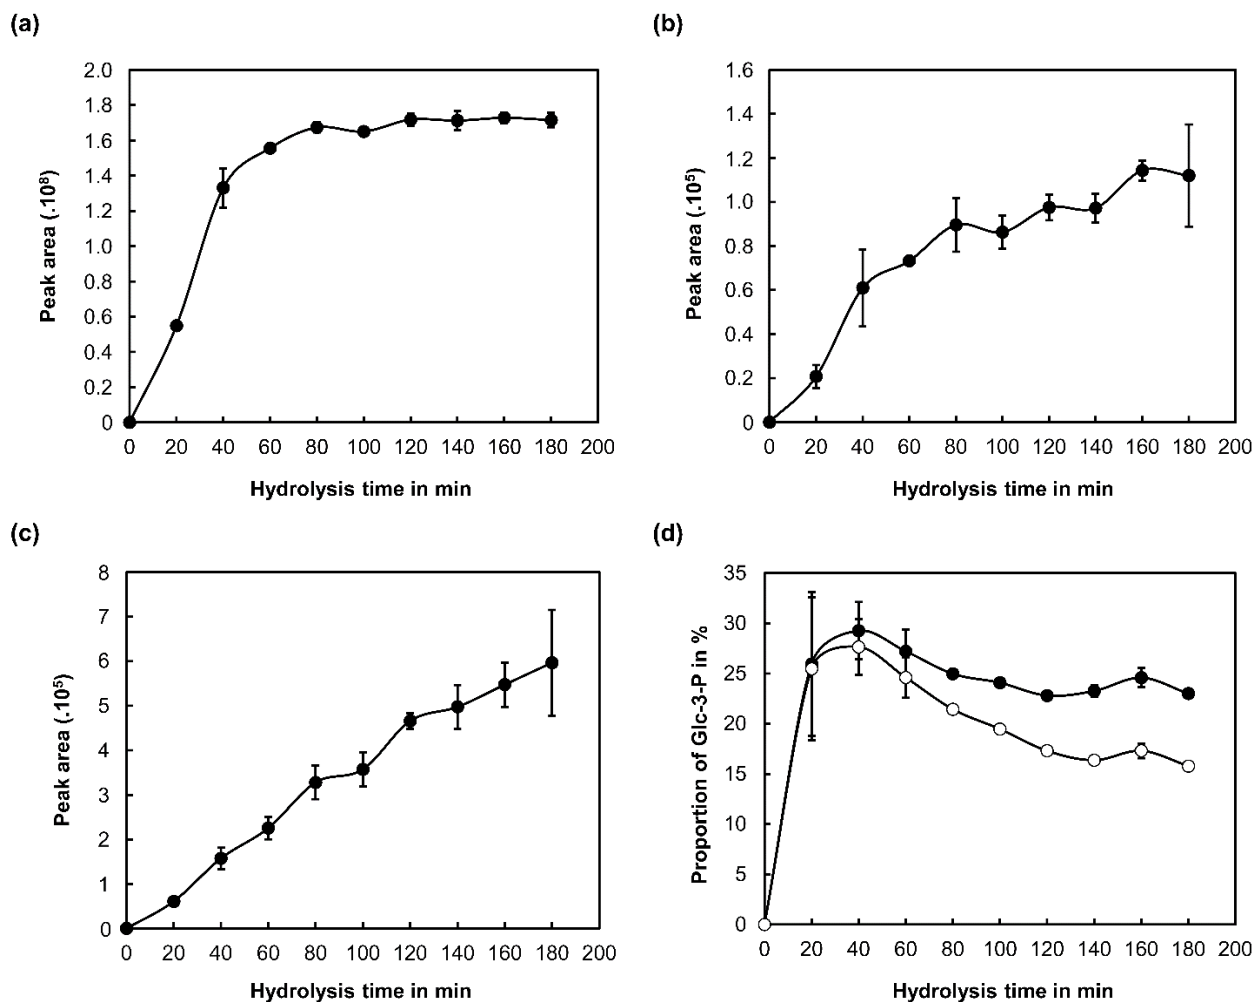 (a)
Peak area (.10⁸)
2.0
1.8
1.6
1.4
1.2
1.0
0.8
0.6
0.4
0.2
0
0 20 40 60 80 100 120 140 160 180 200
Hydrolysis time in min
(b)
Peak area (.10⁵)
1.6
1.4
1.2
1.0
0.8
0.6
0.4
0.2
0
0 20 40 60 80 100 120 140 160 180 200
Hydrolysis time in min
(c)
Peak area (.10⁵)
8
7
6
5
4
3
2
1
0
0 20 40 60 80 100 120 140 160 180 200
Hydrolysis time in min
(d)
Proportion of Glc-3-P in %
35
30
25
20
15
10
5
0
0 20 40 60 80 100 120 140 160 180 200
Hydrolysis time in min